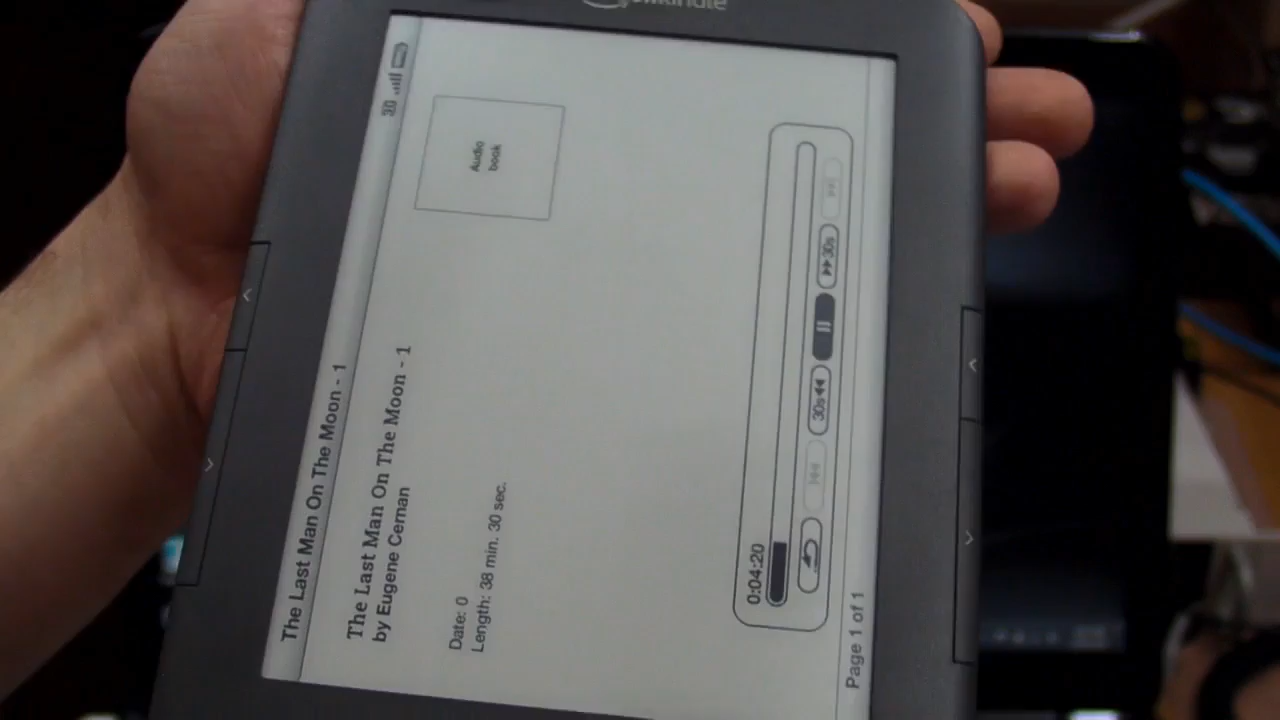 The Last Man On The Moon - 1
3G
The Last Man On The Moon - 1
by Eugene Cernan
Audio
book
Date: 0
Length: 38 min. 30 sec.
0:04:20
30s
30s
Page 1 of 1